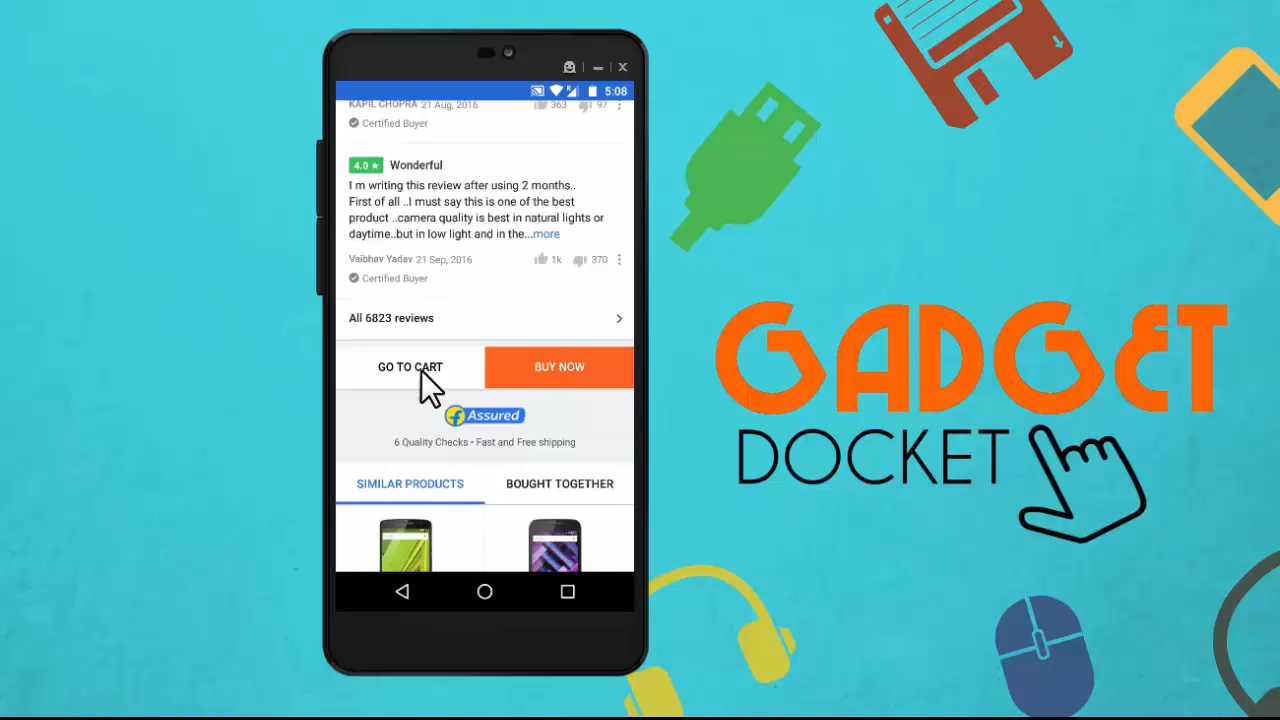 5:08
KAPIL CHOPRA 21 Aug, 2016 363 97
Certified Buyer
4.0 ★ Wonderful
I m writing this review after using 2 months..
First of all ..I must say this is one of the best
product ..camera quality is best in natural lights or
daytime..but in low light and in the...more
Vaibhav Yadav 21 Sep, 2016 1k 370
Certified Buyer
All 6823 reviews
GO TO CART BUY NOW
f Assured
6 Quality Checks • Fast and Free shipping
SIMILAR PRODUCTS BOUGHT TOGETHER
GADGET
DOCKET